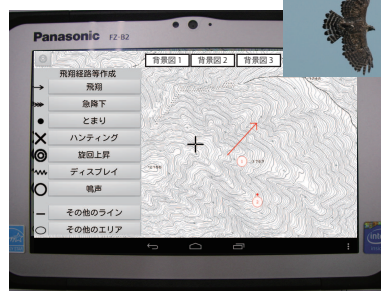 Panasonic FZ-B2
背景図1 背景図2 背景図3
飛翔経路等作成
飛翔
急降下
とまり
ハンティング
旋回上昇
ディスプレイ
鳴声
その他のライン
その他のエリア